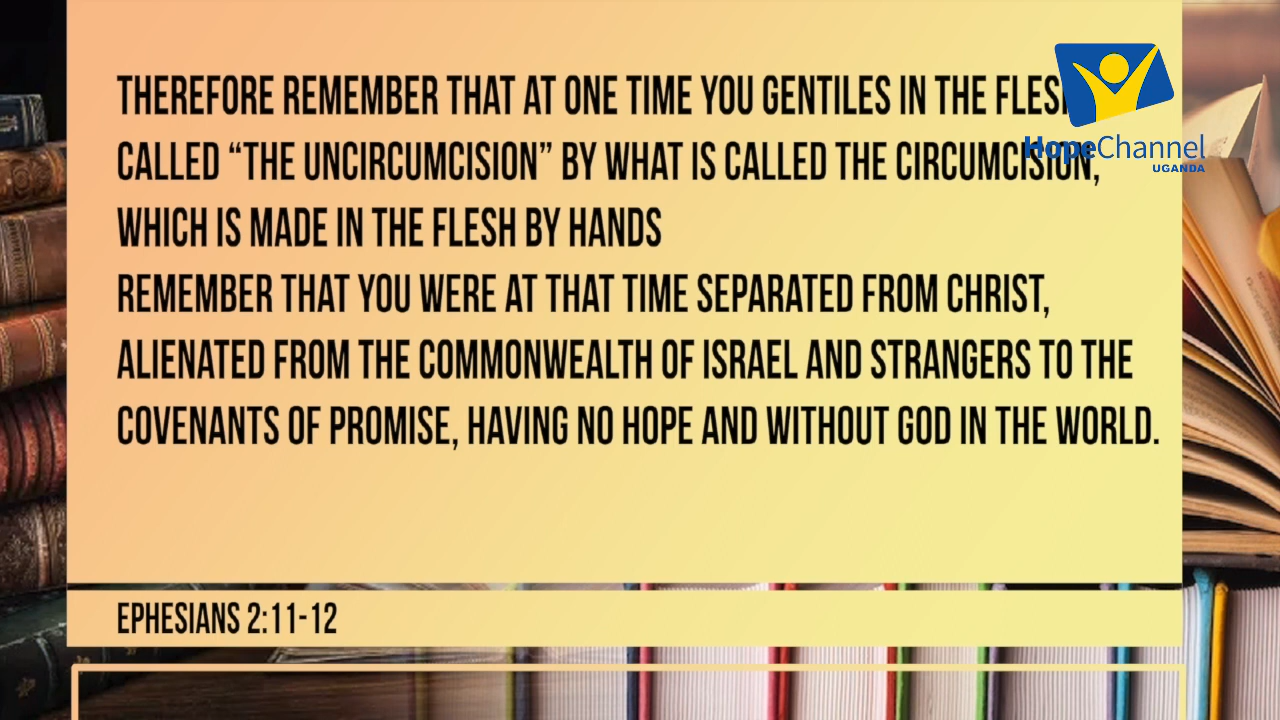 THEREFORE REMEMBER THAT AT ONE TIME YOU GENTILES IN THE FLESH
CALLED “THE UNCIRCUMCISION” BY WHAT IS CALLED THE CIRCUMCISION,
WHICH IS MADE IN THE FLESH BY HANDS
REMEMBER THAT YOU WERE AT THAT TIME SEPARATED FROM CHRIST,
ALIENATED FROM THE COMMONWEALTH OF ISRAEL AND STRANGERS TO THE
COVENANTS OF PROMISE, HAVING NO HOPE AND WITHOUT GOD IN THE WORLD.
EPHESIANS 2:11-12
HopeChannel
UGANDA